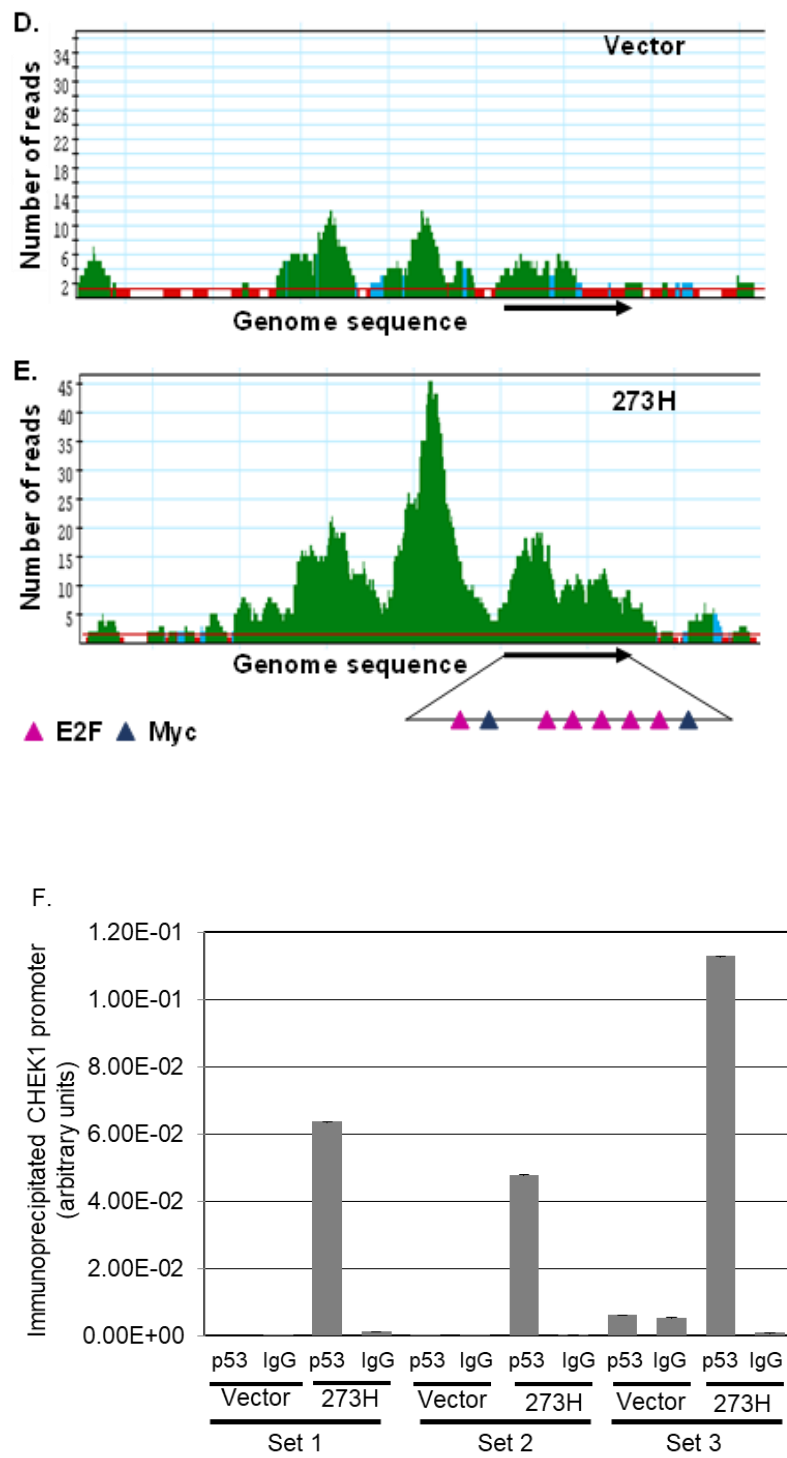 D.
Vector
Number of reads
34
30
26
22
18
14
10
6
2
Genome sequence
E.
273H
Number of reads
45
40
35
30
25
20
15
10
5
Genome sequence
E2F Myc
F.
Immunoprecipitated CHEK1 promoter
(arbitrary units)
1.20E-01
1.00E-01
8.00E-02
6.00E-02
4.00E-02
2.00E-02
0.00E+00
p53 IgG p53 IgG p53 IgG p53 IgG p53 IgG p53 IgG
Vector 273H Vector 273H Vector 273H
Set 1 Set 2 Set 3